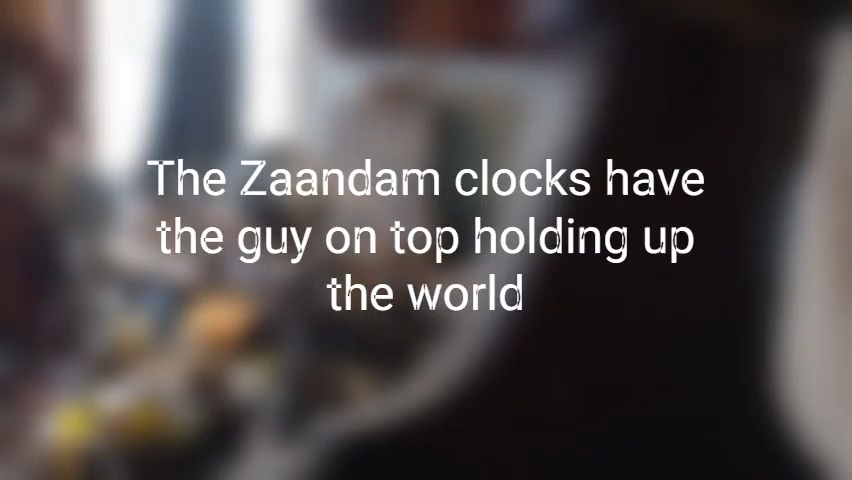 The Zaandam clocks have
the guy on top holding up
the world